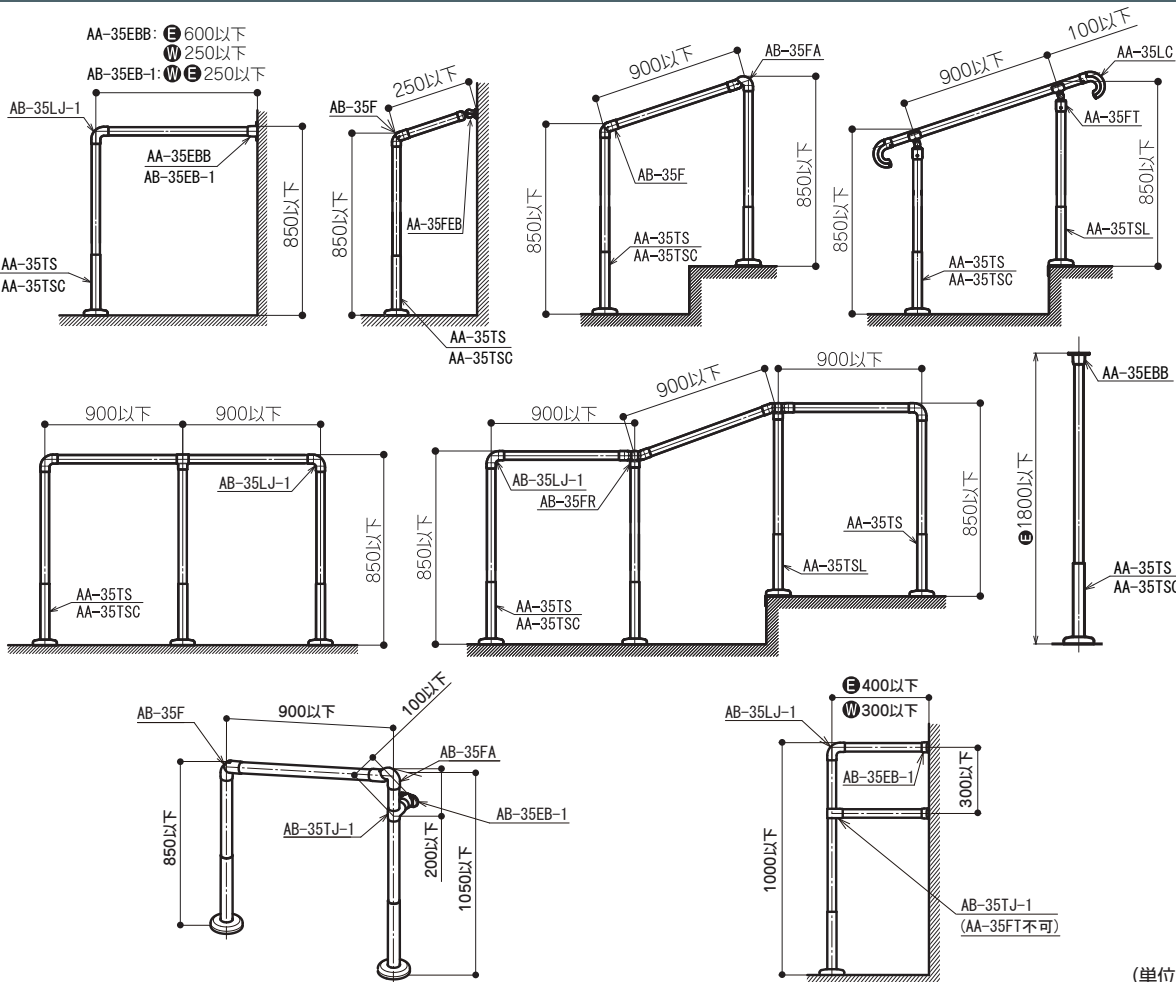 AA-35EBB: E 600以下
W 250以下
AB-35EB-1: W E 250以下
AB-35LJ-1
AA-35EBB
AB-35EB-1
850以下
AA-35TS
AA-35TSC
AB-35F
250以下
850以下
AA-35FEB
AA-35TS
AA-35TSC
900以下
AB-35FA
850以下
AB-35F
AA-35TS
AA-35TSC
850以下
900以下
100以下
AA-35LC
AA-35FT
850以下
850以下
AA-35TSL
AA-35TS
AA-35TSC
900以下
900以下
AB-35LJ-1
850以下
AA-35TS
AA-35TSC
900以下
900以下
900以下
AB-35LJ-1
AB-35FR
850以下
AA-35TS
850以下
AA-35TSL
AA-35TS
AA-35TSC
AA-35EBB
E1800以下
AA-35TS
AA-35TSC
AB-35F
900以下
100以下
AB-35FA
AB-35EB-1
AB-35TJ-1
850以下
200以下
1050以下
E 400以下
W 300以下
AB-35LJ-1
AB-35EB-1
300以下
1000以下
AB-35TJ-1
(AA-35FT不可)
(単位